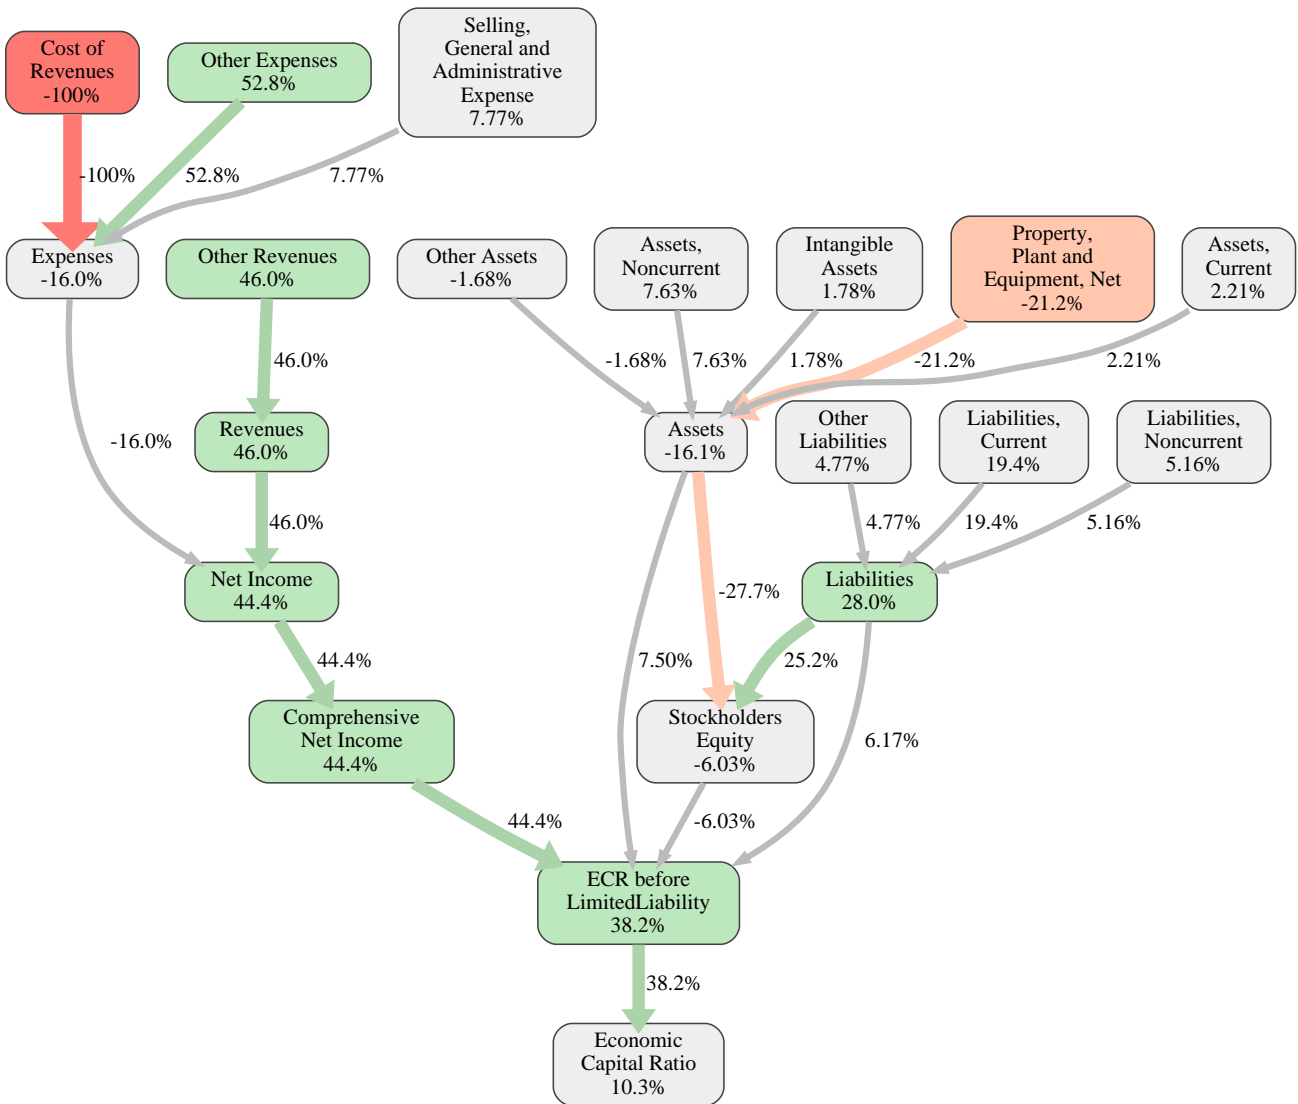 Cost of
Revenues
-100%
Other Expenses
52.8%
Selling,
General and
Administrative
Expense
7.77%
-100%
52.8%
7.77%
Expenses
-16.0%
Other Revenues
46.0%
Other Assets
-1.68%
Assets,
Noncurrent
7.63%
Intangible
Assets
1.78%
Property,
Plant and
Equipment, Net
-21.2%
Assets,
Current
2.21%
46.0%
-1.68%
7.63%
1.78%
-21.2%
2.21%
-16.0%
Revenues
46.0%
Assets
-16.1%
Other
Liabilities
4.77%
Liabilities,
Current
19.4%
Liabilities,
Noncurrent
5.16%
46.0%
4.77%
19.4%
5.16%
Net Income
44.4%
-27.7%
Liabilities
28.0%
44.4%
7.50%
25.2%
Comprehensive
Net Income
44.4%
Stockholders
Equity
-6.03%
6.17%
44.4%
-6.03%
ECR before
LimitedLiability
38.2%
38.2%
Economic
Capital Ratio
10.3%